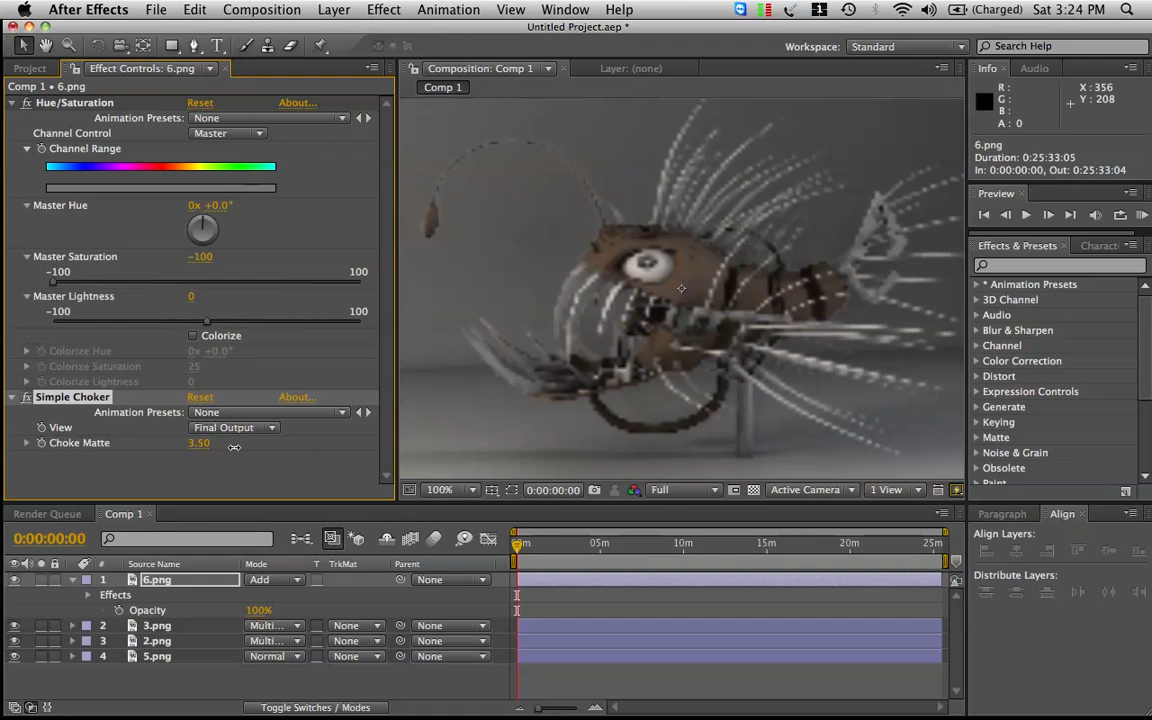 After Effects File Edit Composition Layer Effect Animation View Window Help 1 (Charged) Sat 3:24 PM
Untitled Project.aep *
Workspace: Standard Search Help
Project Effect Controls: 6.png Composition: Comp 1 Layer: (none) Info Audio
Comp 1 • 6.png
Comp 1
Hue/Saturation Reset About...
Animation Presets: None
Channel Control Master
Channel Range
Master Hue 0x +0.0°
Master Saturation -100
-100 100
Master Lightness 0
-100 100
Colorize
Colorize Hue 0x +0.0°
Colorize Saturation 25
Colorize Lightness 0
Simple Choker Reset About...
Animation Presets: None
View Final Output
Choke Matte 3.50
100% 0:00:00:00 Full Active Camera 1 View
R: X: 356
G: Y: 208
B:
A: 0
6.png
Duration: 0:25:33:05
In: 0:00:00:00, Out: 0:25:33:04
Preview
Effects & Presets Charact
* Animation Presets
3D Channel
Audio
Blur & Sharpen
Channel
Color Correction
Distort
Expression Controls
Generate
Keying
Matte
Noise & Grain
Obsolete
Paint
Render Queue Comp 1
0:00:00:00
05m 10m 15m 20m 25m
# Source Name Mode T TrkMat Parent
1 6.png Add None
Effects
Opacity 100%
2 3.png Multi... None None
3 2.png Multi... None None
4 5.png Normal None None
Toggle Switches / Modes
Paragraph Align
Align Layers:
Distribute Layers: